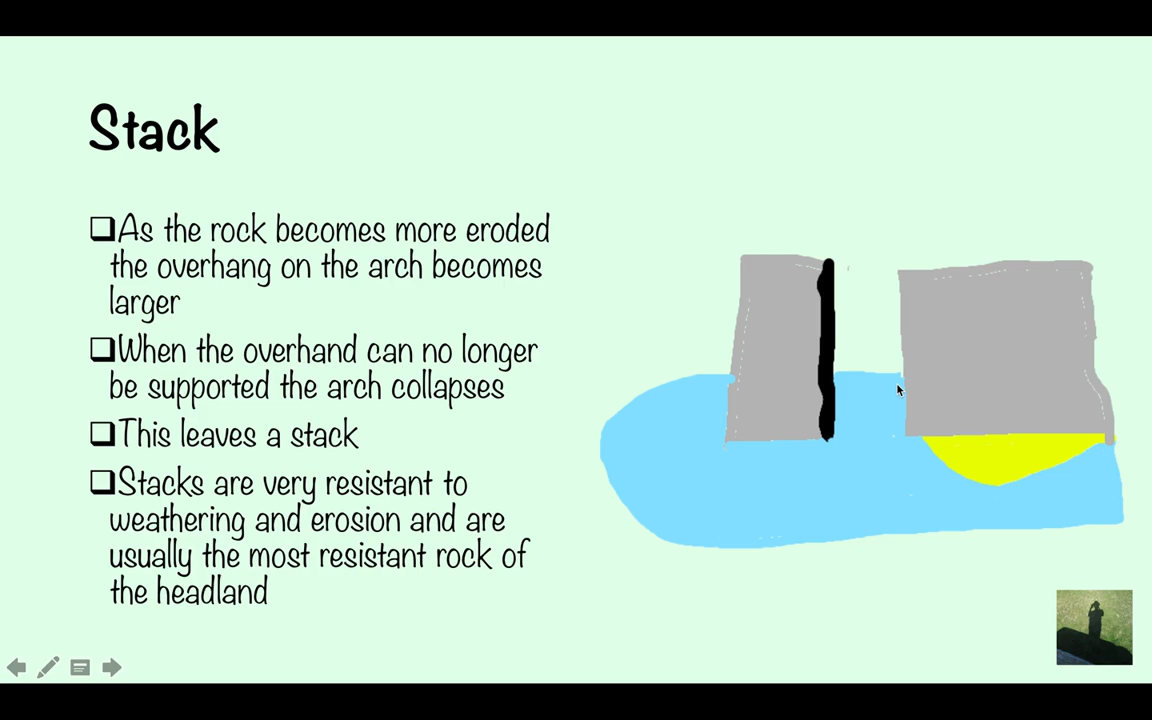 Stack
❑As the rock becomes more eroded
the overhang on the arch becomes
larger
❑When the overhand can no longer
be supported the arch collapses
❑This leaves a stack
❑Stacks are very resistant to
weathering and erosion and are
usually the most resistant rock of
the headland